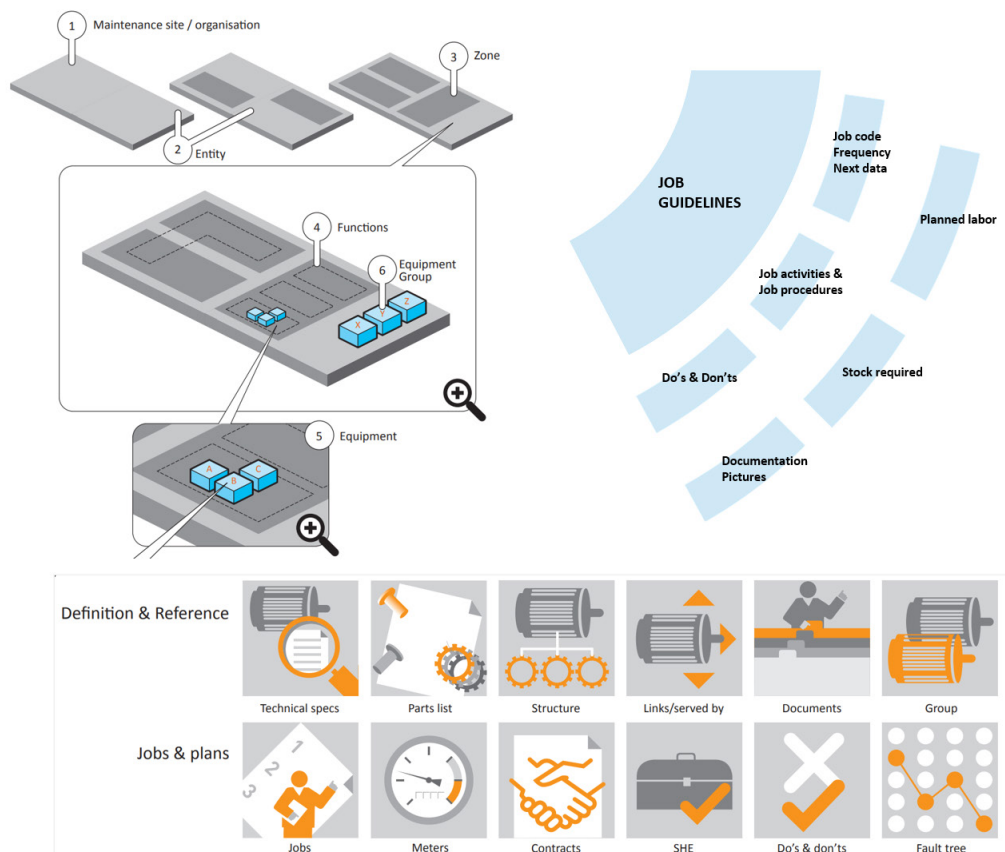 1
Maintenance site / organisation
3
Zone
2
Entity
4
Functions
6
Equipment
Group
X
Y
Z
5
Equipment
A
B
C
JOB
GUIDELINES
Job code
Frequency
Next data
Planned labor
Job activities &
Job procedures
Do's & Don'ts
Stock required
Documentation
Pictures
Definition & Reference
Technical specs
Parts list
Structure
Links/served by
Documents
Group
Jobs & plans
1
2
3
Jobs
Meters
Contracts
SHE
Do's & don'ts
Fault tree